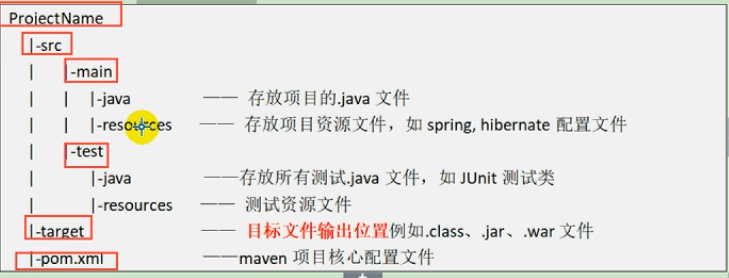 ProjectName
|-src
| |-main
| | |-java —— 存放项目的.java 文件
| | |-resources —— 存放项目资源文件，如 spring, hibernate 配置文件
| |-test
| |-java ——存放所有测试.java 文件，如 JUnit 测试类
| |-resources —— 测试资源文件
|-target —— 目标文件输出位置例如.class、.jar、.war 文件
|-pom.xml ——maven 项目核心配置文件